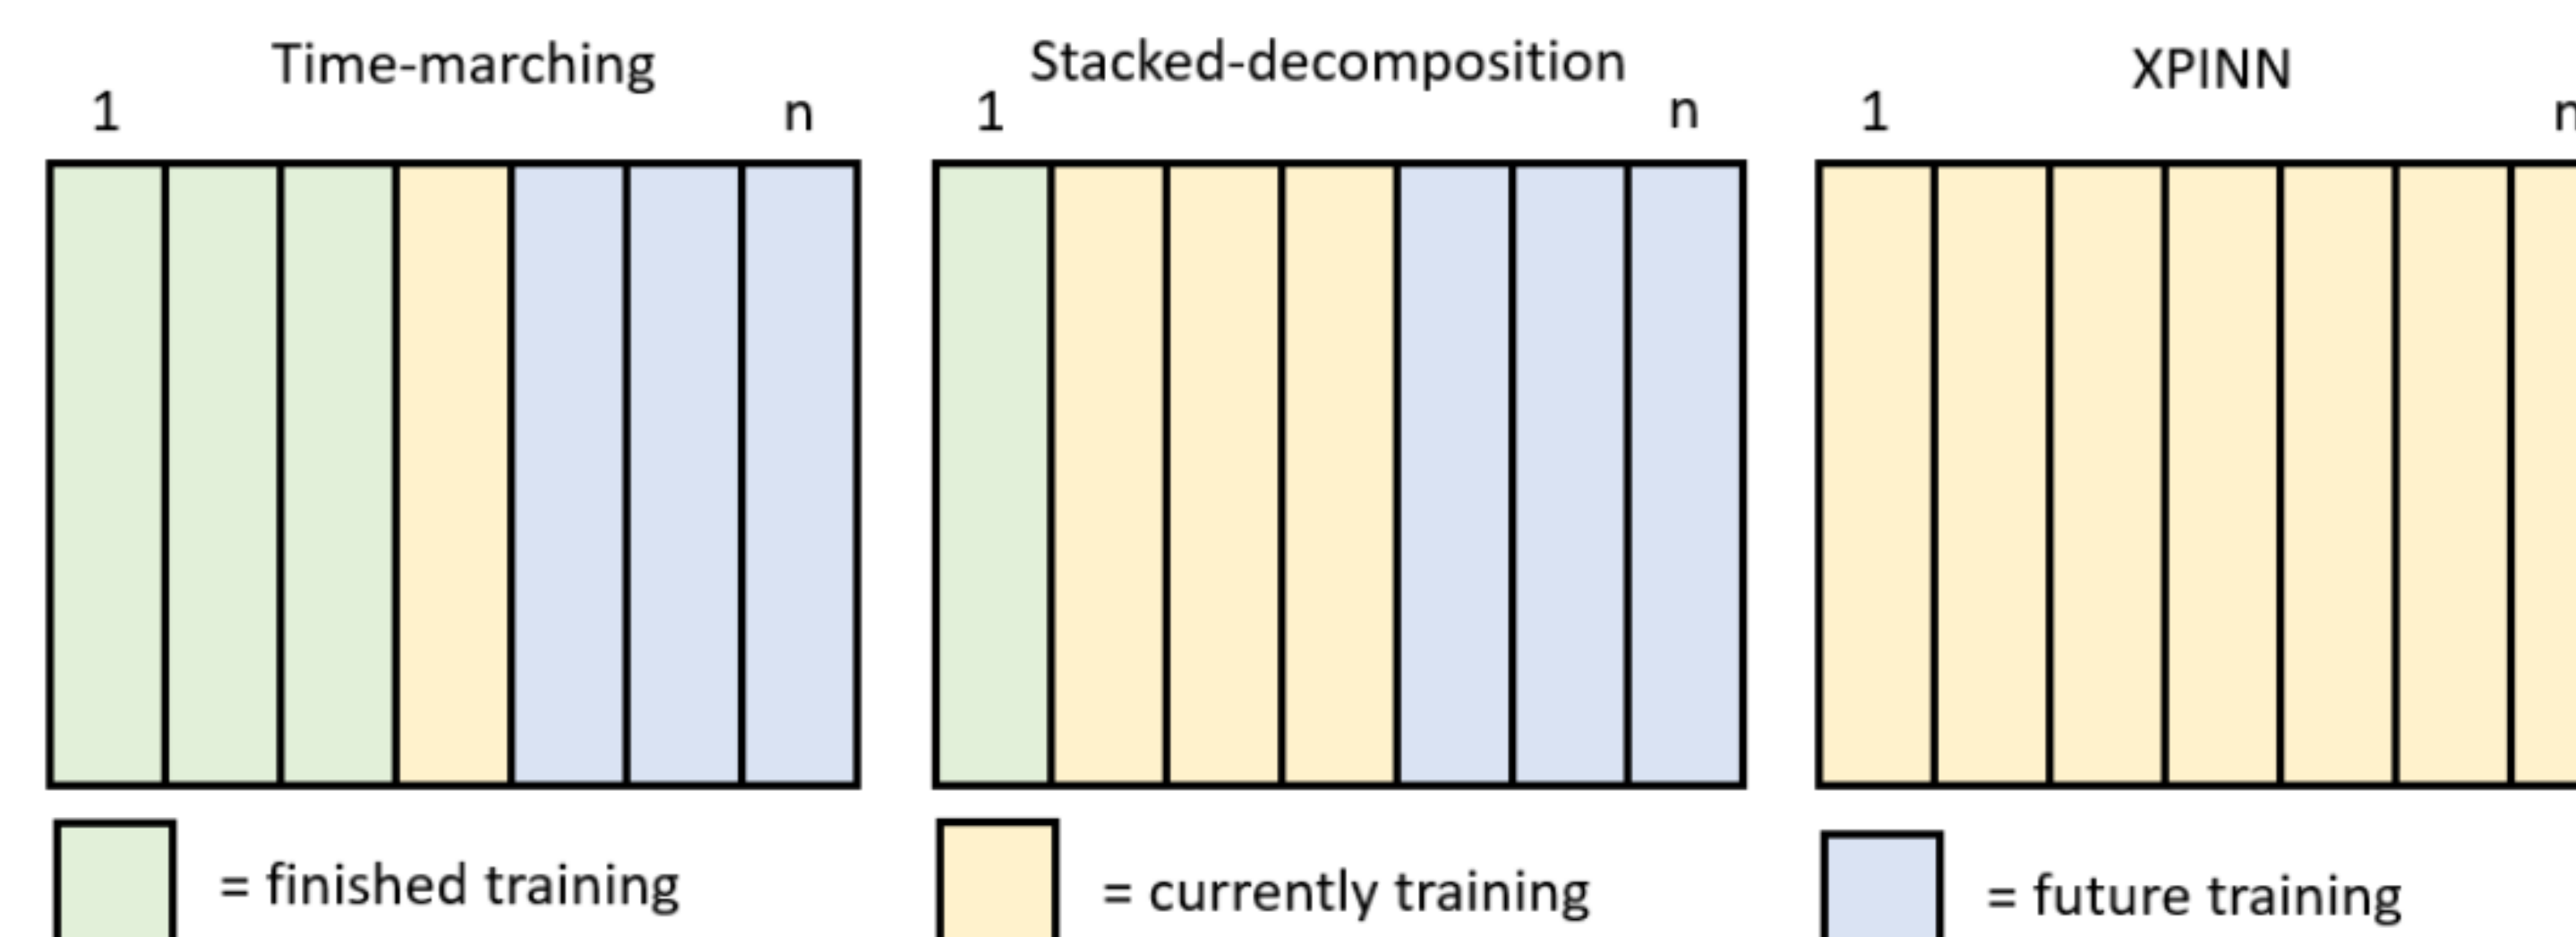 Time-marching
1 n
Stacked-decomposition
1 n
XPINN
1 n
= finished training
= currently training
= future training